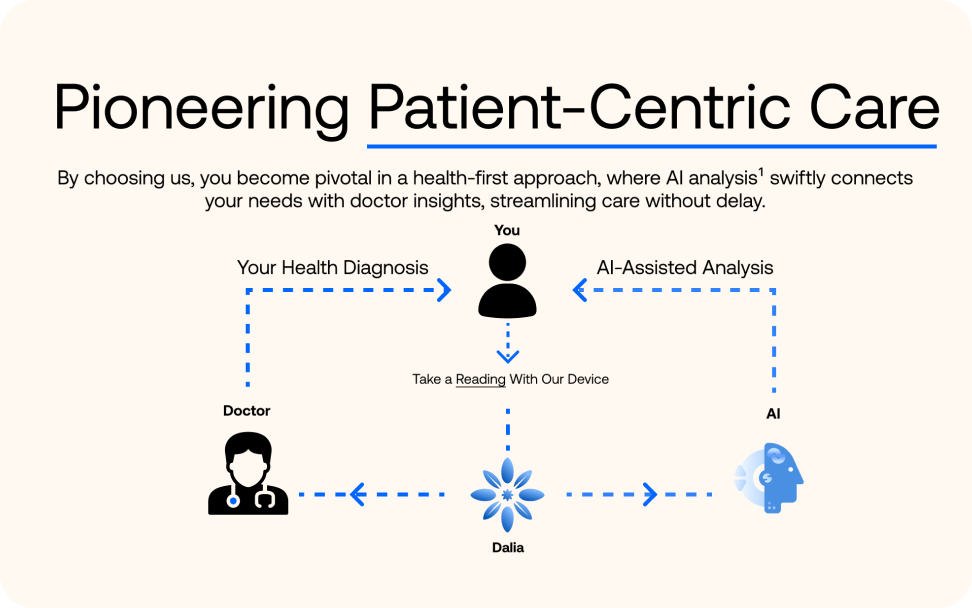 Pioneering Patient-Centric Care
By choosing us, you become pivotal in a health-first approach, where AI analysis¹ swiftly connects
your needs with doctor insights, streamlining care without delay.
You
Your Health Diagnosis
AI-Assisted Analysis
Take a Reading With Our Device
Doctor
AI
Dalia